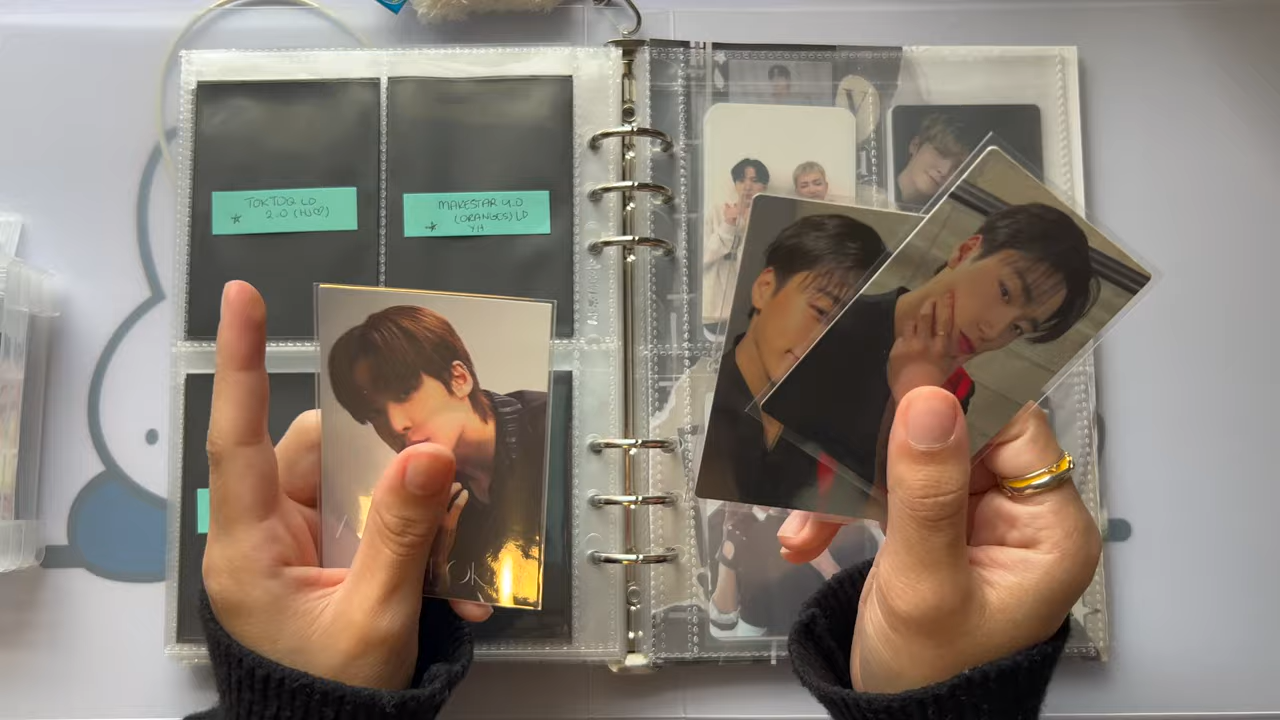 TOKTOQ LD
2.0 (HJ♡)
MAKESTAR 4.0
(ORANGES) LD
YH